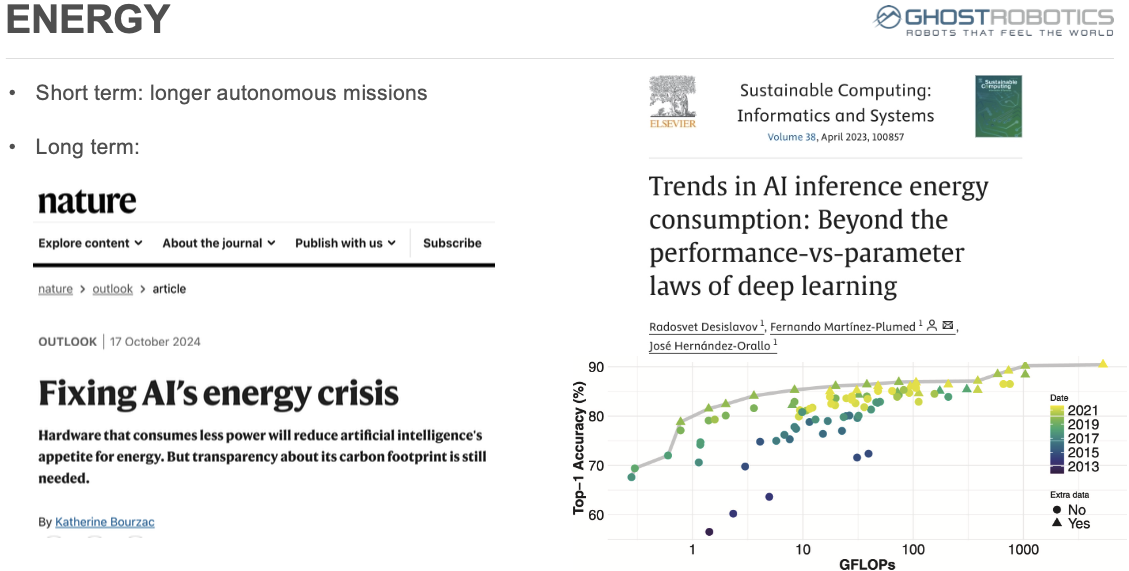 ENERGY
GHOSTROBOTICS
ROBOTS THAT FEEL THE WORLD
• Short term: longer autonomous missions
• Long term:
nature
Explore content
About the journal
Publish with us
Subscribe
nature > outlook > article
OUTLOOK | 17 October 2024
Fixing AI’s energy crisis
Hardware that consumes less power will reduce artificial intelligence's
appetite for energy. But transparency about its carbon footprint is still
needed.
By Katherine Bourzac
ELSEVIER
Sustainable Computing:
Informatics and Systems
Volume 38, April 2023, 100857
Sustainable
Computing
Trends in AI inference energy
consumption: Beyond the
performance-vs-parameter
laws of deep learning
Radosvet Desislavov 1, Fernando Martínez-Plumed 1,
José Hernández-Orallo 1
Top−1 Accuracy (%)
90
80
70
60
1
10
100
1000
GFLOPs
Date
2021
2019
2017
2015
2013
Extra data
No
Yes